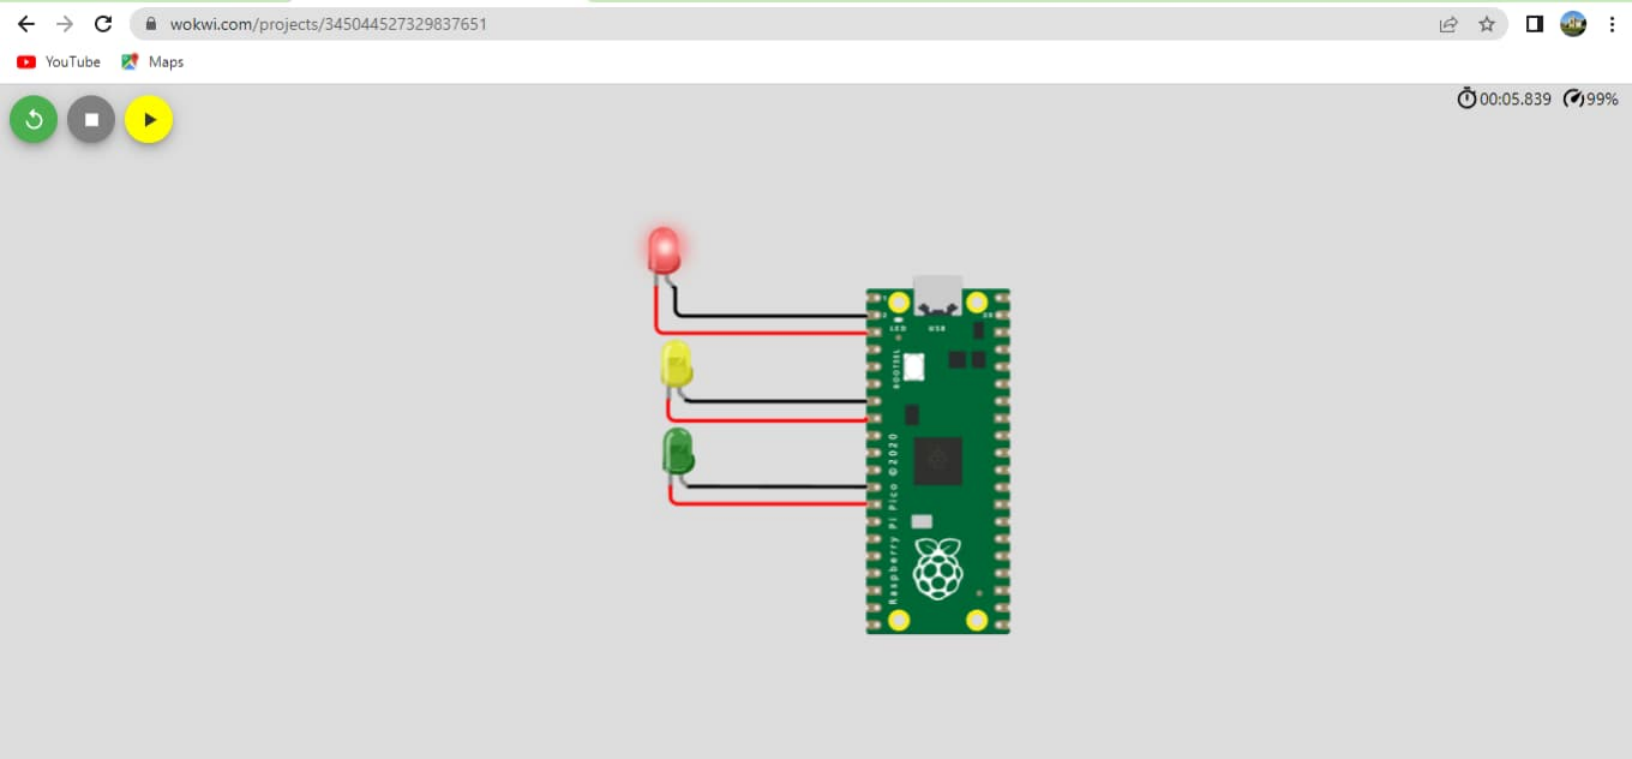 wokwi.com/projects/345044527329837651
YouTube
Maps
00:05.839
99%
LED
USB
BOOTSEL
Raspberry Pi Pico ©2020